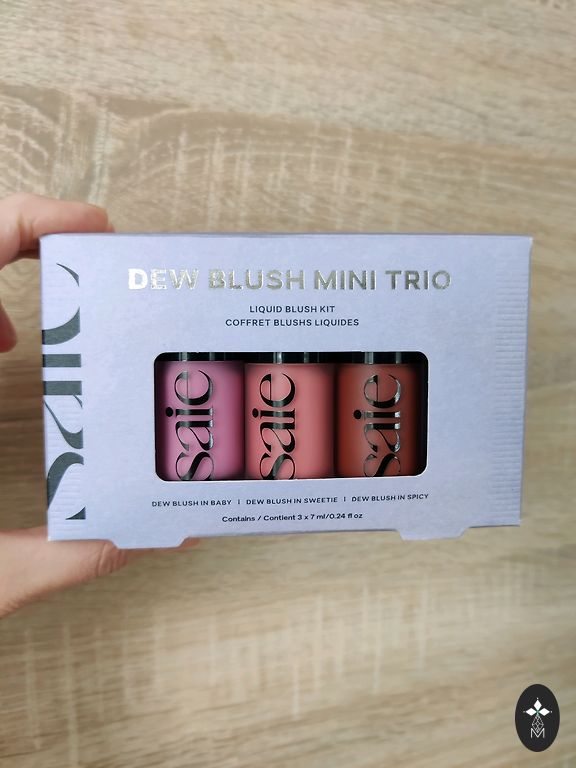 DEW BLUSH MINI TRIO
LIQUID BLUSH KIT
COFFRET BLUSHS LIQUIDES
saie
saie saie saie
DEW BLUSH IN BABY | DEW BLUSH IN SWEETIE | DEW BLUSH IN SPICY
Contains / Contient 3 x 7 ml/0.24 fl oz
M